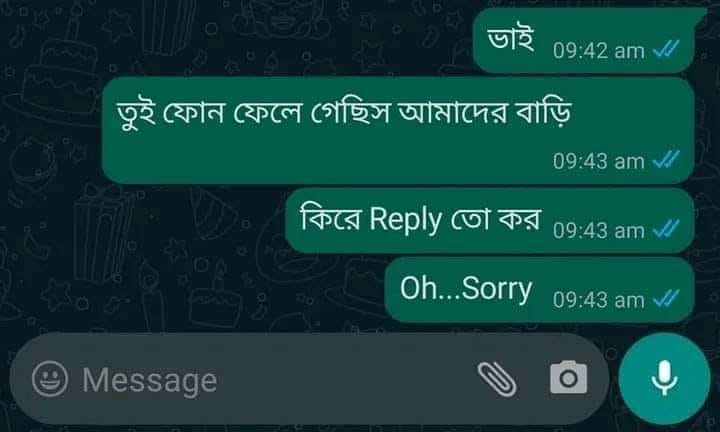 ভাই 09:42 am
তুই ফোন ফেলে গেছিস আমাদের বাড়ি
09:43 am
কিরে Reply তো কর 09:43 am
Oh...Sorry 09:43 am
Message